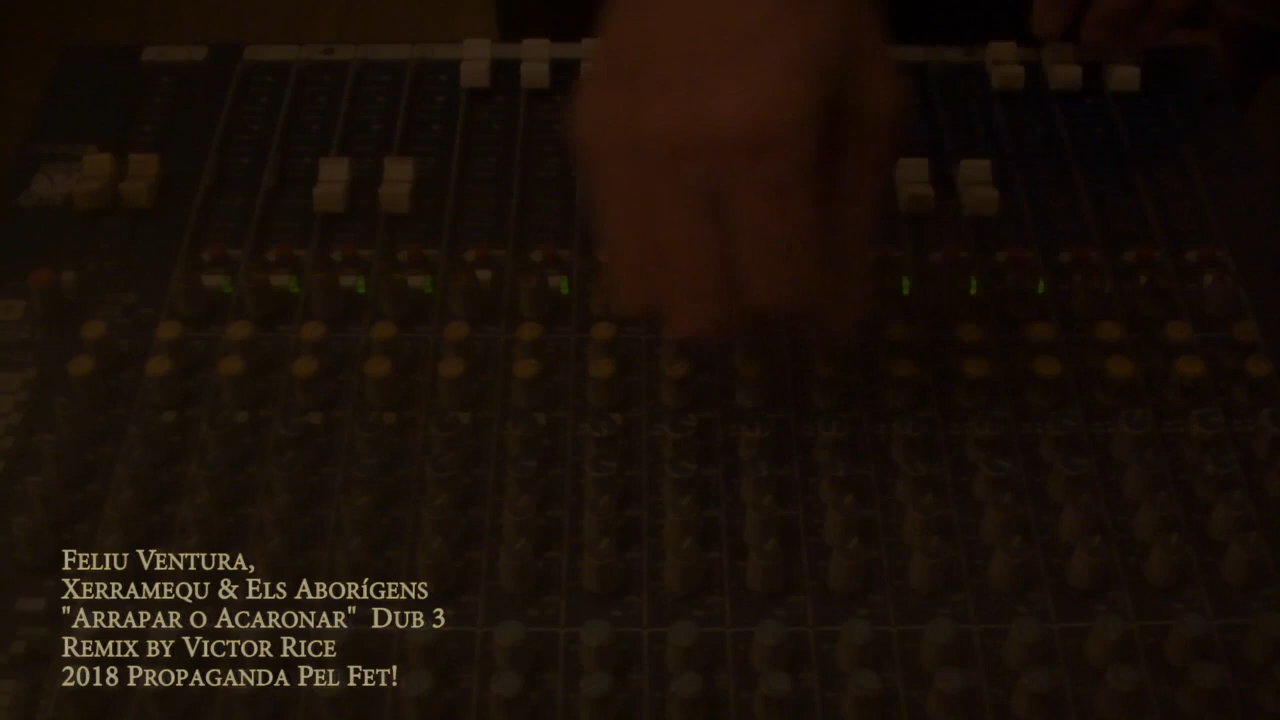 Feliu Ventura,
Xerramequ & Els Aborígens
"Arrapar o Acaronar"  Dub 3
Remix by Victor Rice
2018 Propaganda Pel Fet!